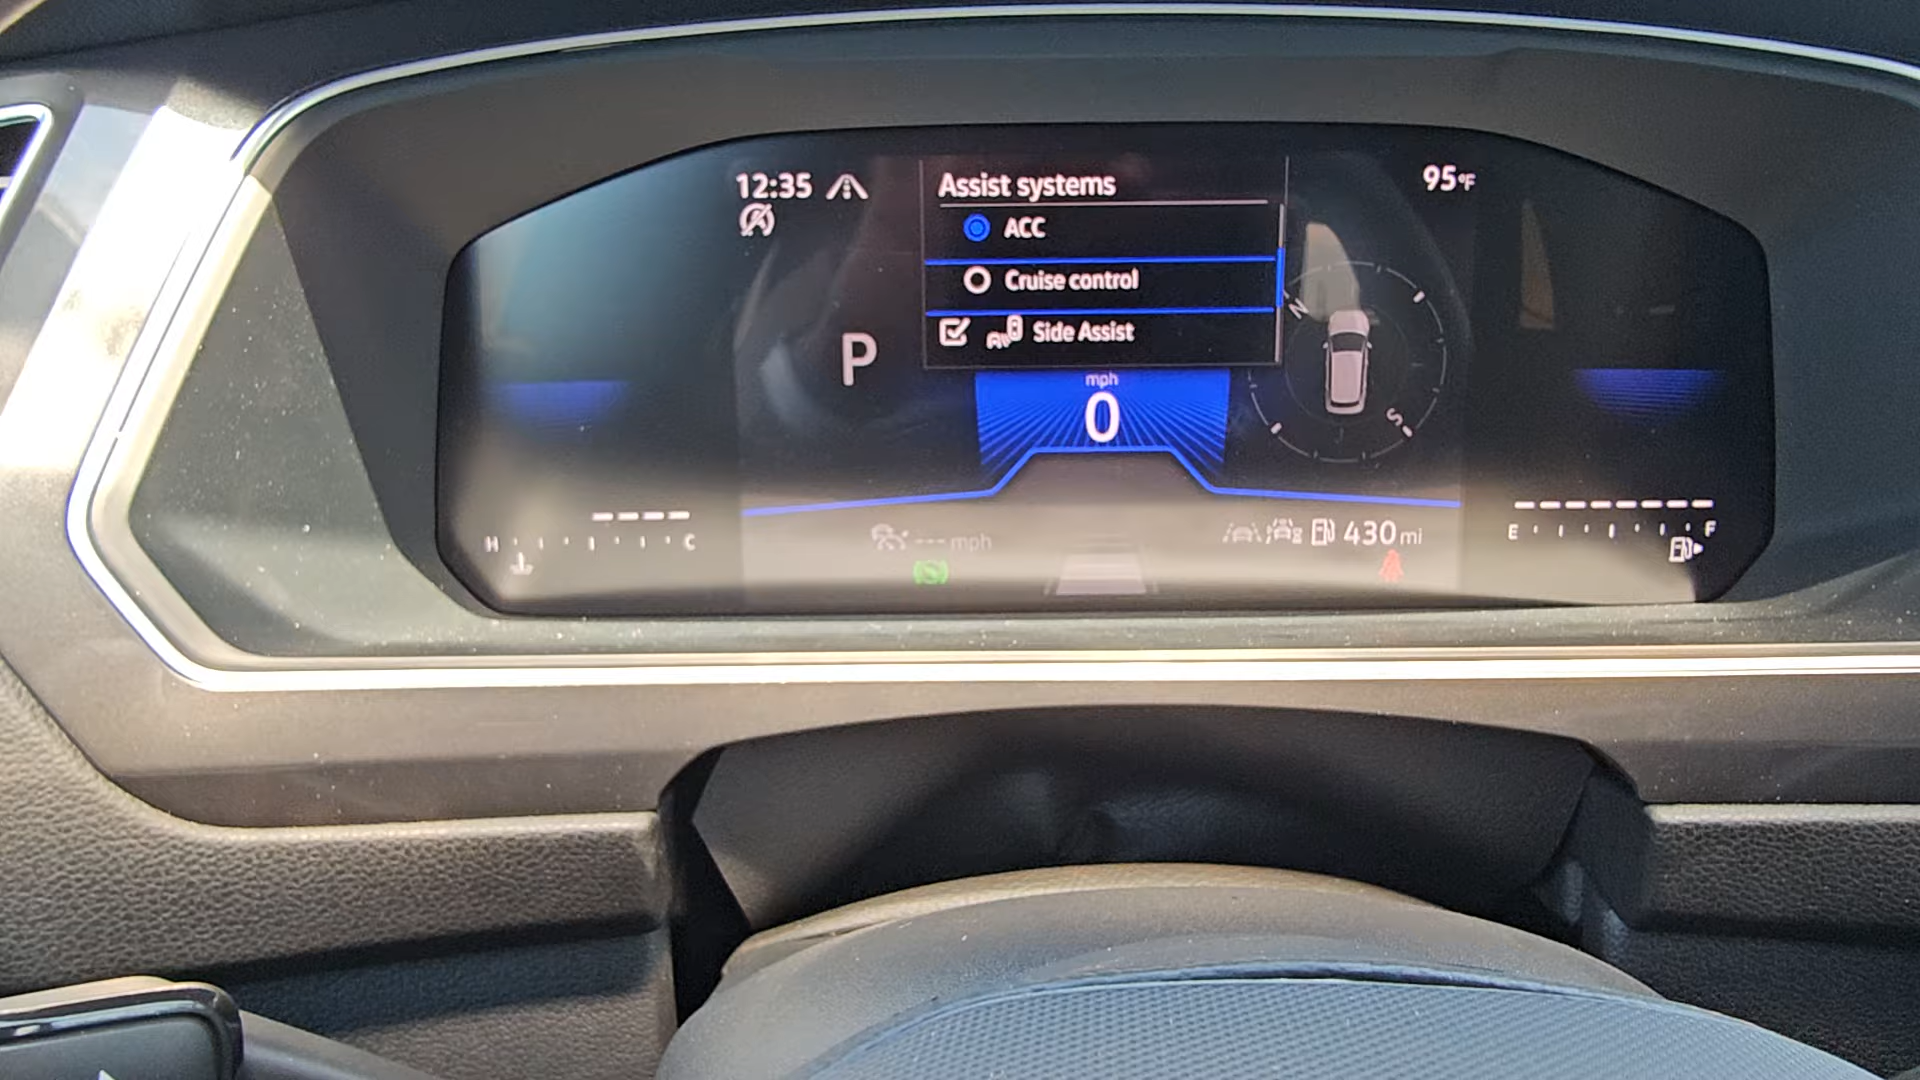 12:35
Assist systems
95°F
ACC
Cruise control
Side Assist
N
P
mph
0
S
H C
--- mph
430 mi
E F